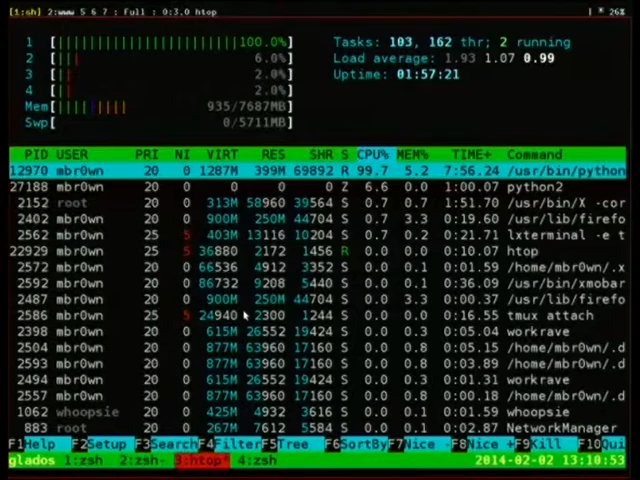 [1:sh] 2:www 5 6 7 : Full : 0:3.0 htop
26%
1 [||||||||||||||||||||||||||||100.0%]
2 [||| 6.0%]
3 [||| 2.0%]
4 [|| 2.0%]
Mem[|||||||||||| 935/7687MB]
Swp[ 0/5711MB]
Tasks: 103, 162 thr; 2 running
Load average: 1.93 1.07 0.99
Uptime: 01:57:21
PID USER PRI NI VIRT RES SHR S CPU% MEM% TIME+ Command
12970 mbr0wn 20 0 1287M 399M 69892 R 99.7 5.2 7:56.24 /usr/bin/python
27188 mbr0wn 20 0 0 0 0 Z 6.6 0.0 1:00.07 python2
2152 root 20 0 313M 58960 39564 S 0.7 0.7 1:51.70 /usr/bin/X -cor
2402 mbr0wn 20 0 900M 250M 44704 S 0.7 3.3 0:19.60 /usr/lib/firefo
2562 mbr0wn 25 5 403M 13116 10204 S 0.7 0.2 0:21.71 lxterminal -e t
22929 mbr0wn 25 5 36880 2172 1456 R 0.7 0.0 0:10.07 htop
2572 mbr0wn 20 0 66536 4912 3352 S 0.0 0.1 0:01.59 /home/mbr0wn/.x
2592 mbr0wn 20 0 86732 9208 5440 S 0.0 0.1 0:36.09 /usr/bin/xmobar
2487 mbr0wn 20 0 900M 250M 44704 S 0.0 3.3 0:00.37 /usr/lib/firefo
2586 mbr0wn 25 5 24940 2300 1244 S 0.0 0.0 0:16.55 tmux attach
2398 mbr0wn 20 0 615M 26552 19424 S 0.0 0.3 0:05.44 workrave
2504 mbr0wn 20 0 877M 63960 17100 S 0.0 0.8 0:05.15 /home/mbr0wn/.d
2593 mbr0wn 20 0 877M 63960 17100 S 0.0 0.8 0:03.89 /home/mbr0wn/.d
2494 mbr0wn 20 0 615M 26552 19424 S 0.0 0.3 0:01.31 workrave
2557 mbr0wn 20 0 877M 63960 17100 S 0.0 0.8 0:00.18 /home/mbr0wn/.d
1062 whoopsie 20 0 425M 4932 3616 S 0.0 0.1 0:01.59 whoopsie
883 root 20 0 267M 7612 5584 S 0.0 0.1 0:02.87 NetworkManager
F1Help F2Setup F3Search F4Filter F5Tree F6SortBy F7Nice - F8Nice + F9Kill F10Qui
glados 1:zsh 2:zsh- 3:htop* 4:zsh 2014-02-02 13:10:53